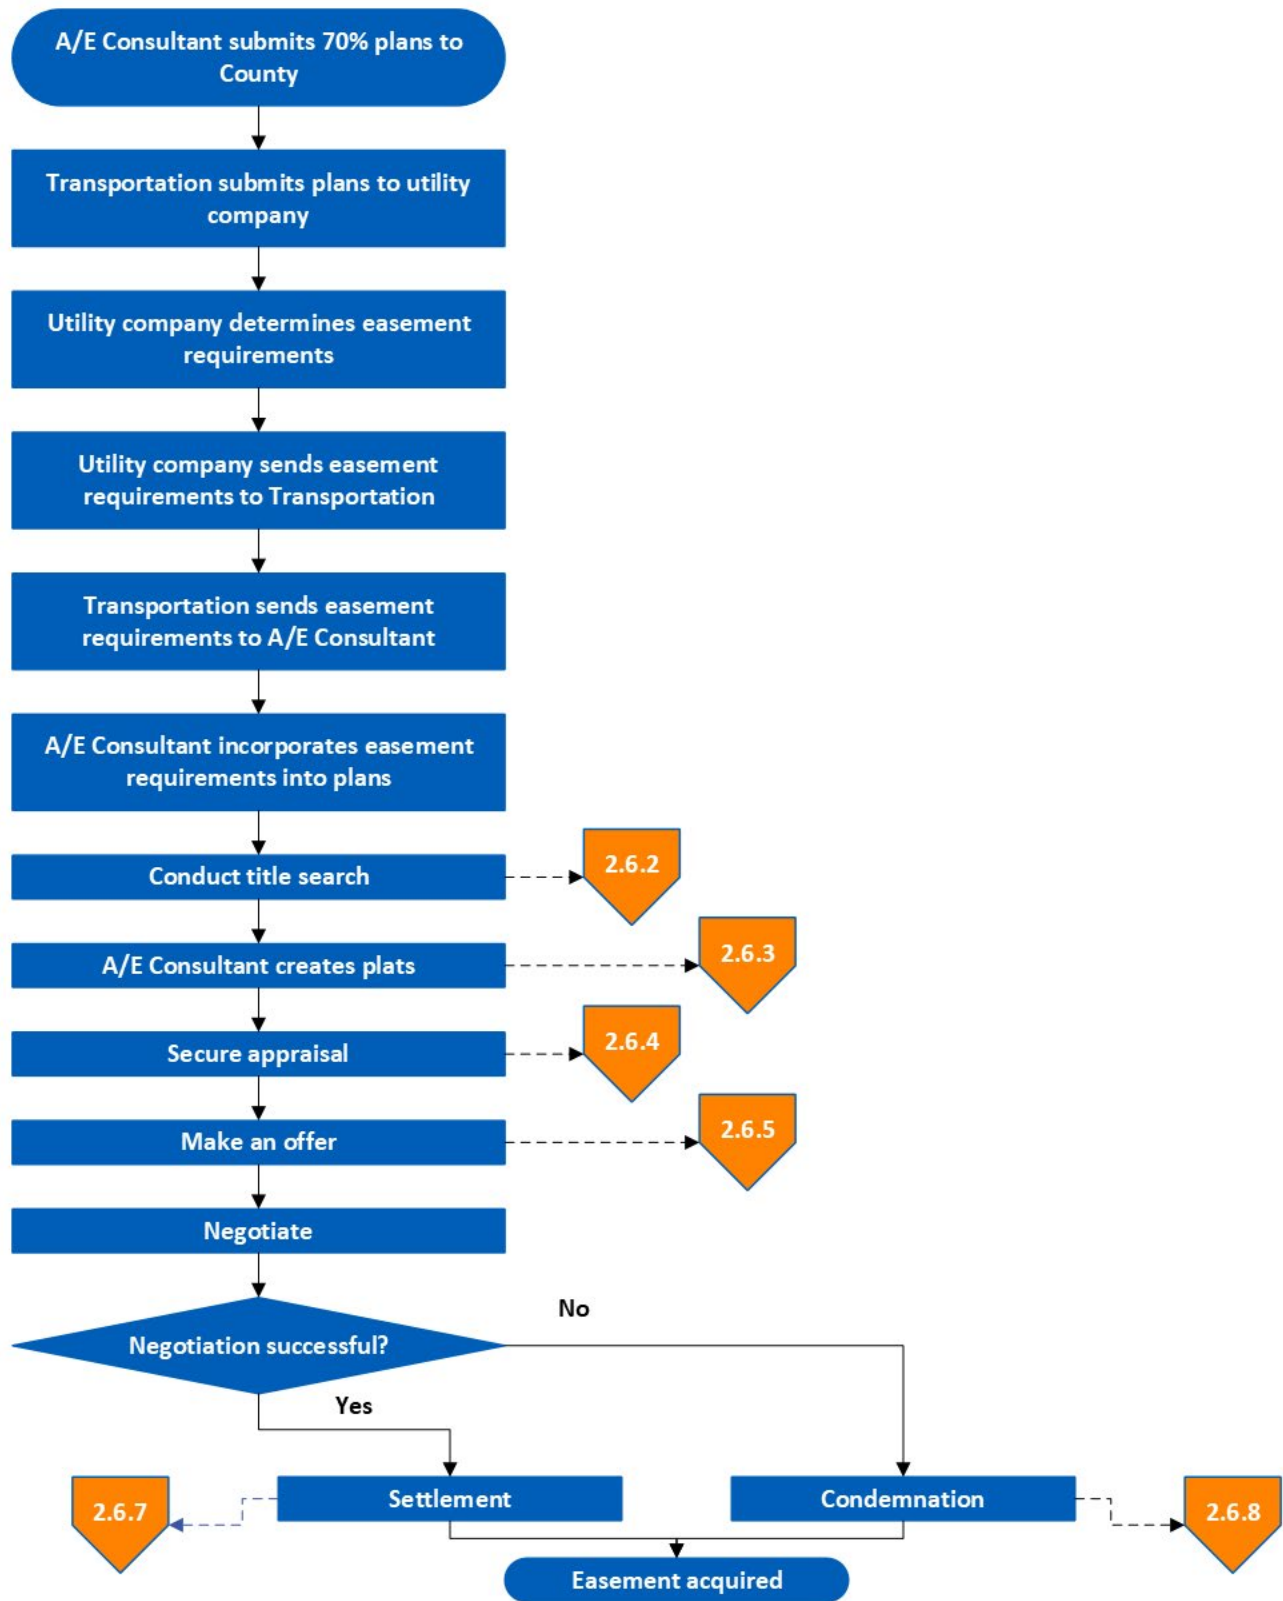 A/E Consultant submits 70% plans to
County
Transportation submits plans to utility
company
Utility company determines easement
requirements
Utility company sends easement
requirements to Transportation
Transportation sends easement
requirements to A/E Consultant
A/E Consultant incorporates easement
requirements into plans
Conduct title search
2.6.2
A/E Consultant creates plats
2.6.3
Secure appraisal
2.6.4
Make an offer
2.6.5
Negotiate
Negotiation successful?
No
Yes
2.6.7
Settlement
Condemnation
2.6.8
Easement acquired